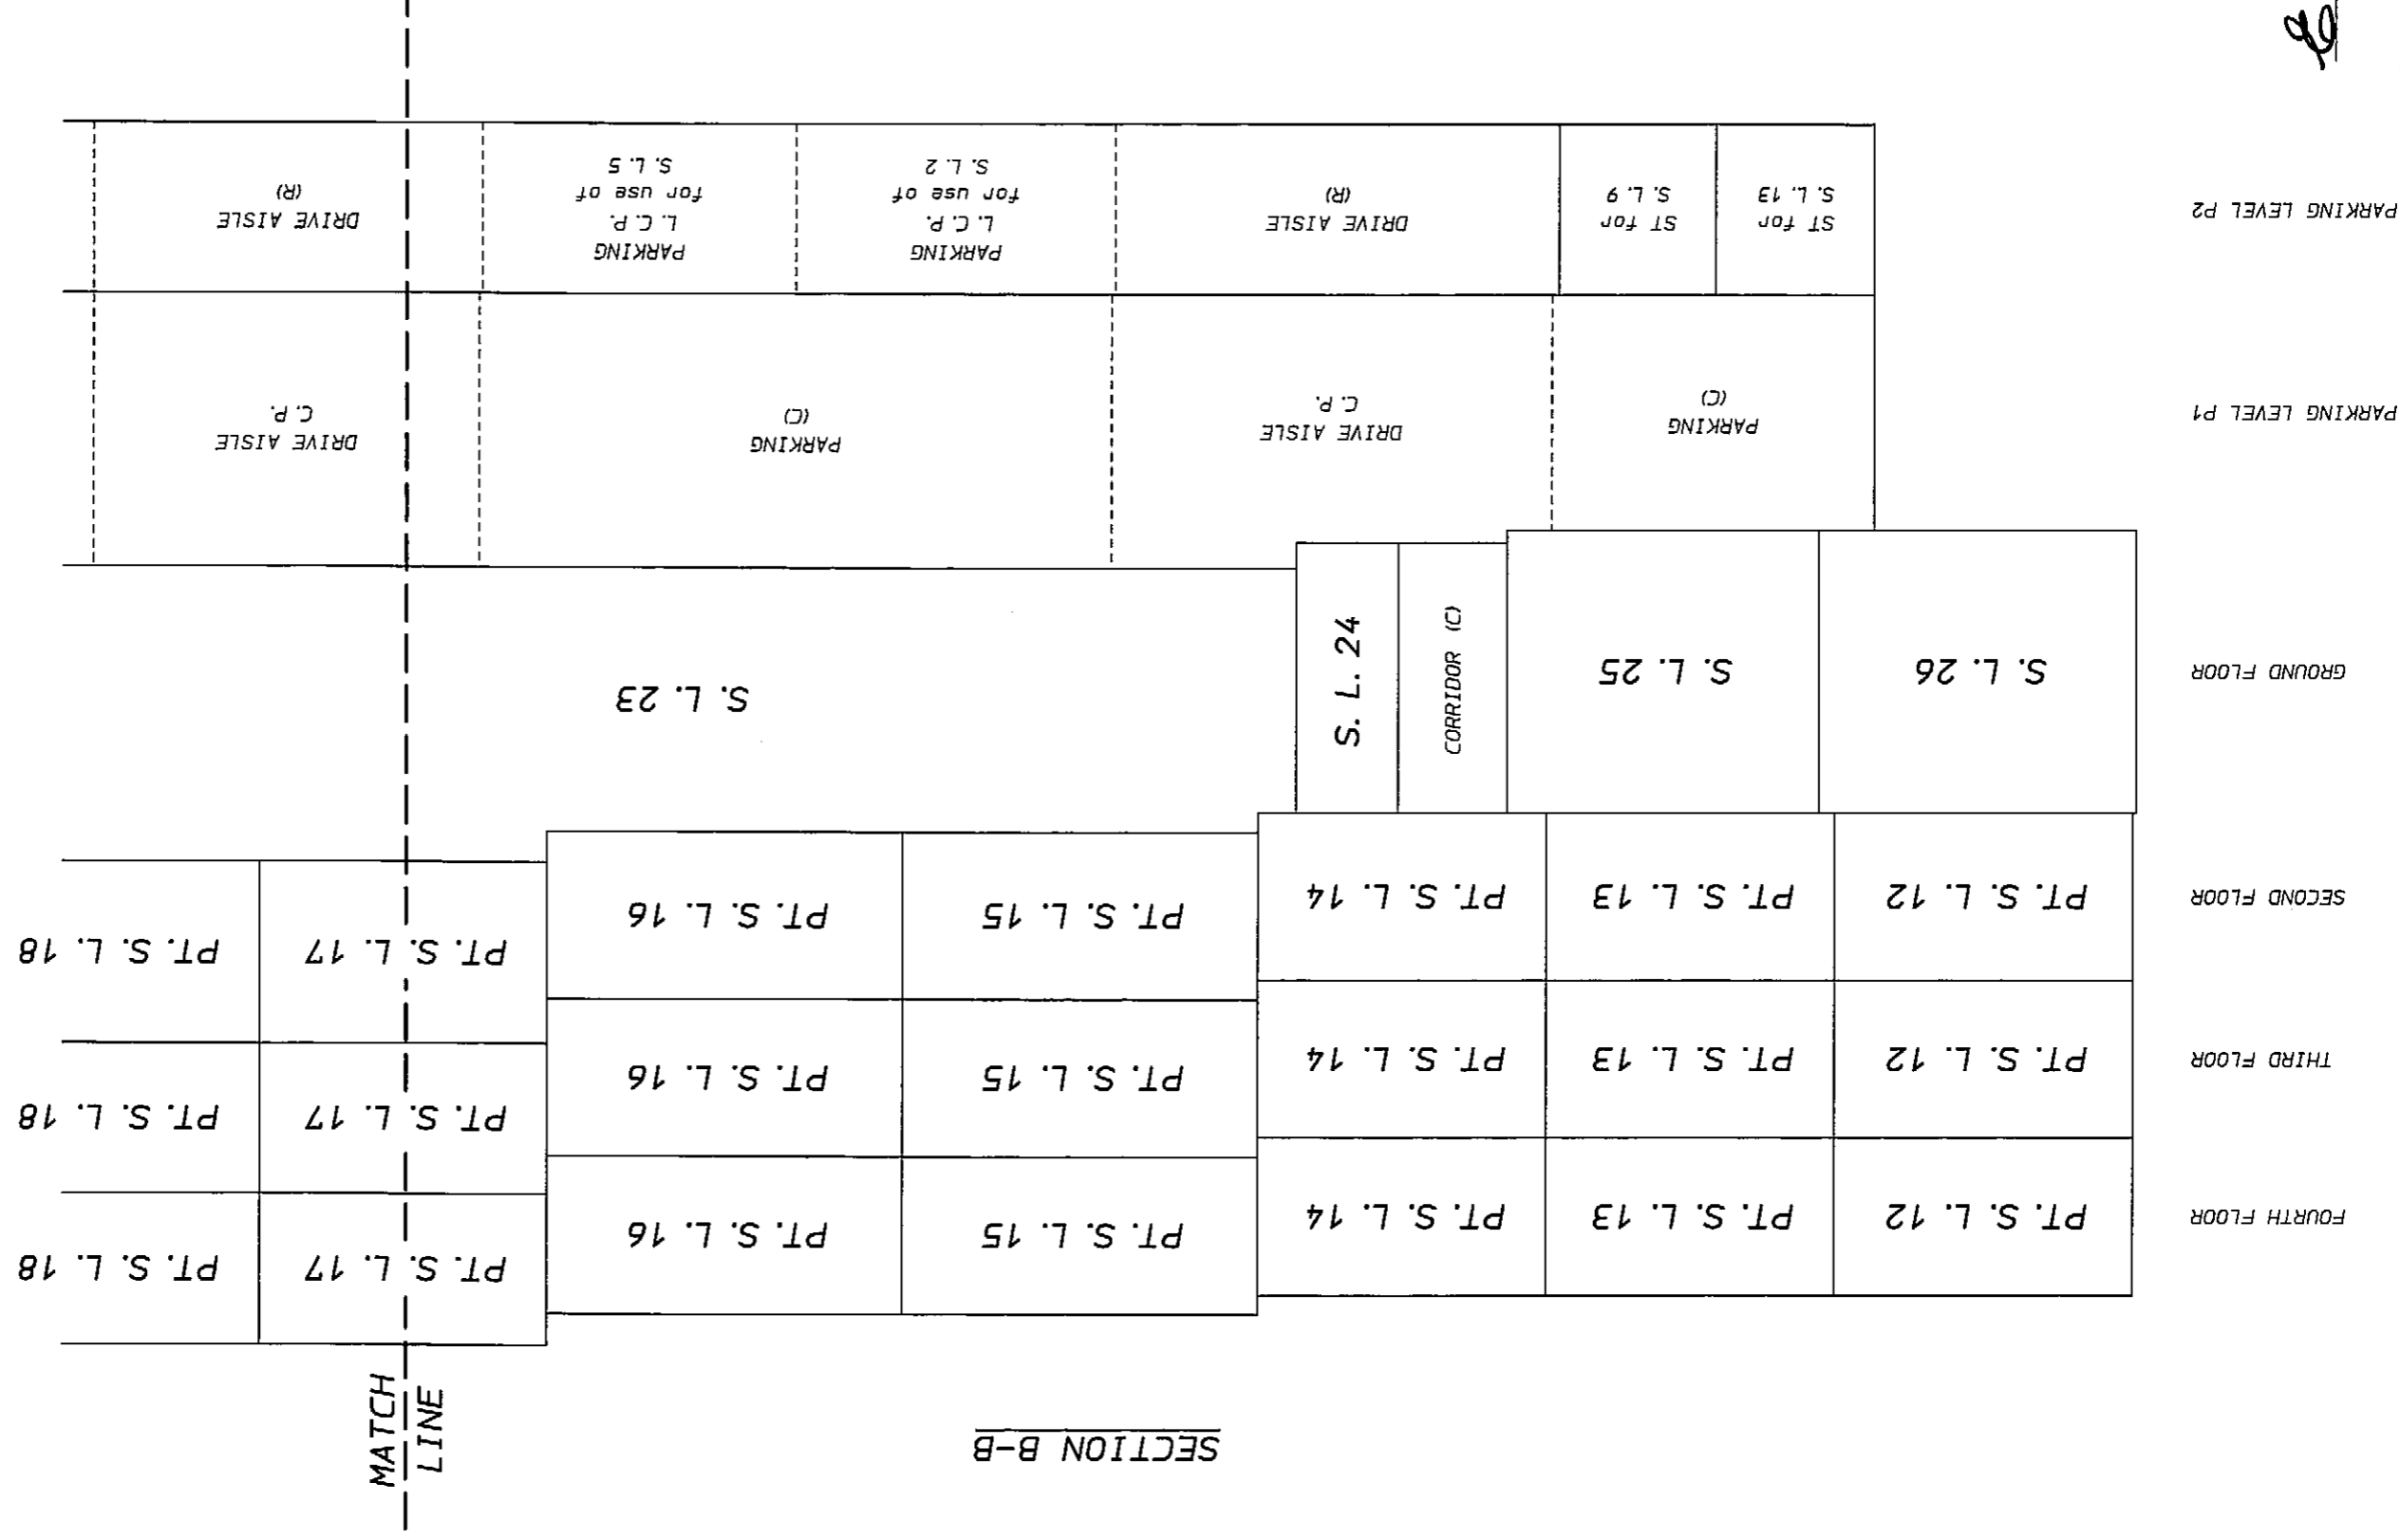 SECTION B-B
MATCH
LINE
FOURTH FLOOR
PT. S. L. 12
PT. S. L. 13
PT. S. L. 14
PT. S. L. 15
PT. S. L. 16
PT. S. L. 17
PT. S. L. 18
THIRD FLOOR
PT. S. L. 12
PT. S. L. 13
PT. S. L. 14
PT. S. L. 15
PT. S. L. 16
PT. S. L. 17
PT. S. L. 18
SECOND FLOOR
PT. S. L. 12
PT. S. L. 13
PT. S. L. 14
PT. S. L. 15
PT. S. L. 16
PT. S. L. 17
PT. S. L. 18
GROUND FLOOR
S. L. 26
S. L. 25
CORRIDOR (C)
S. L. 24
S. L. 23
PARKING LEVEL P1
PARKING
(C)
DRIVE AISLE
C. P.
PARKING
(C)
DRIVE AISLE
C. P.
PARKING LEVEL P2
ST for
S. L. 13
ST for
S. L. 9
DRIVE AISLE
(R)
PARKING
L. C. P.
for use of
S. L. 2
PARKING
L. C. P.
for use of
S. L. 5
DRIVE AISLE
(R)